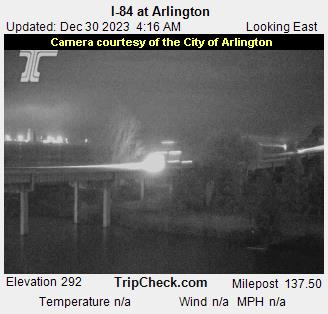 I-84 at Arlington
Updated: Dec 30 2023 4:16 AM Looking East
Camera courtesy of the City of Arlington
Elevation 292 TripCheck.com Milepost 137.50
Temperature n/a Wind n/a MPH n/a